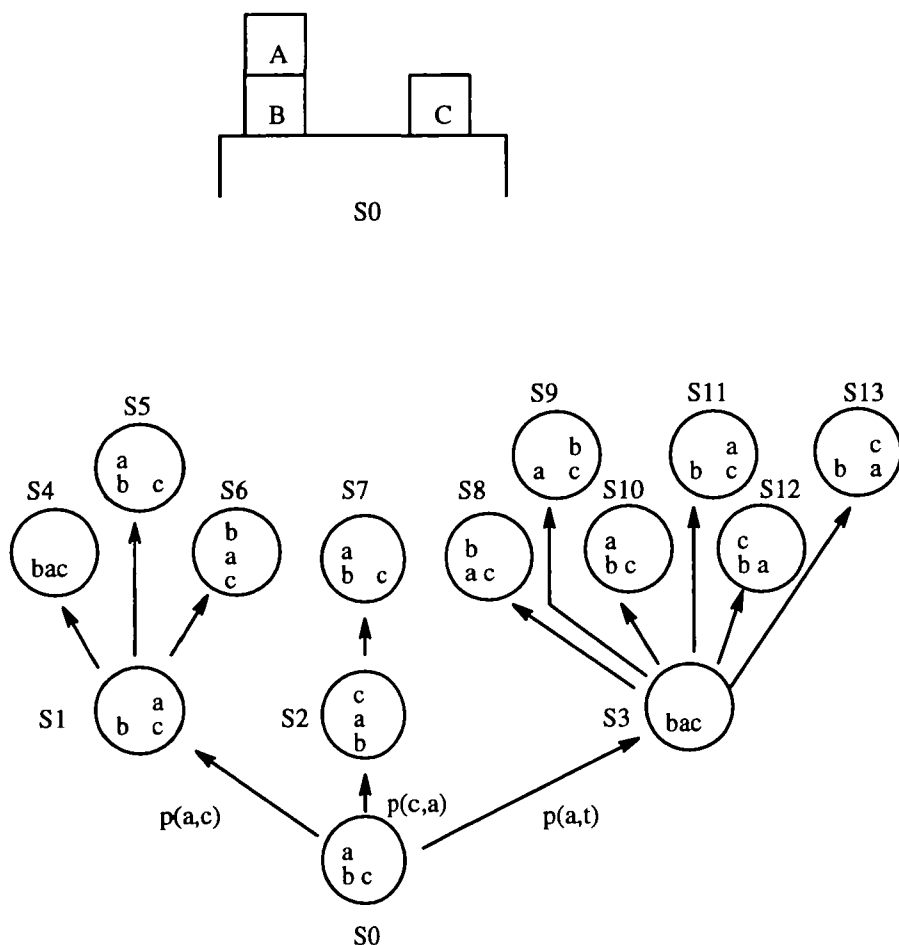 A
B C
S0
S9 S11 S13
S5
S4 S6 S7 S8 S10 S12
b
a c
a
b c
c
b a
a
b c
bac
b
a
c
a
b c
b
a c
a
b c
c
b a
S1
a
b c
S2
c
a
b
S3
bac
p(a,c)
p(c,a)
p(a,t)
a
b c
S0